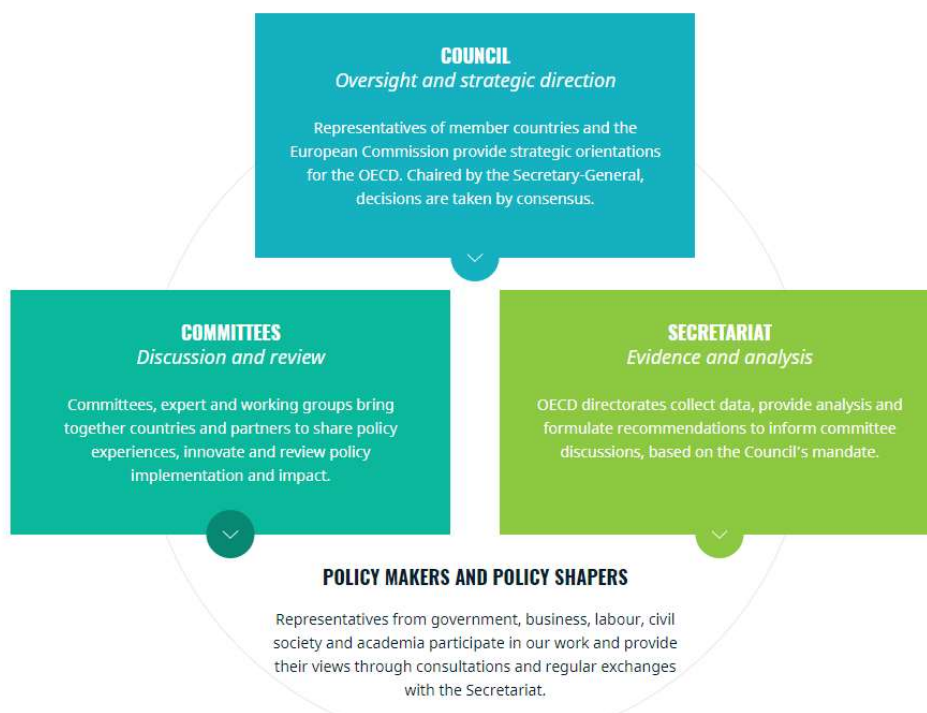 COUNCIL
Oversight and strategic direction
Representatives of member countries and the
European Commission provide strategic orientations
for the OECD. Chaired by the Secretary-General,
decisions are taken by consensus.
COMMITTEES
Discussion and review
Committees, expert and working groups bring
together countries and partners to share policy
experiences, innovate and review policy
implementation and impact.
SECRETARIAT
Evidence and analysis
OECD directorates collect data, provide analysis and
formulate recommendations to inform committee
discussions, based on the Council's mandate.
POLICY MAKERS AND POLICY SHAPERS
Representatives from government, business, labour, civil
society and academia participate in our work and provide
their views through consultations and regular exchanges
with the Secretariat.